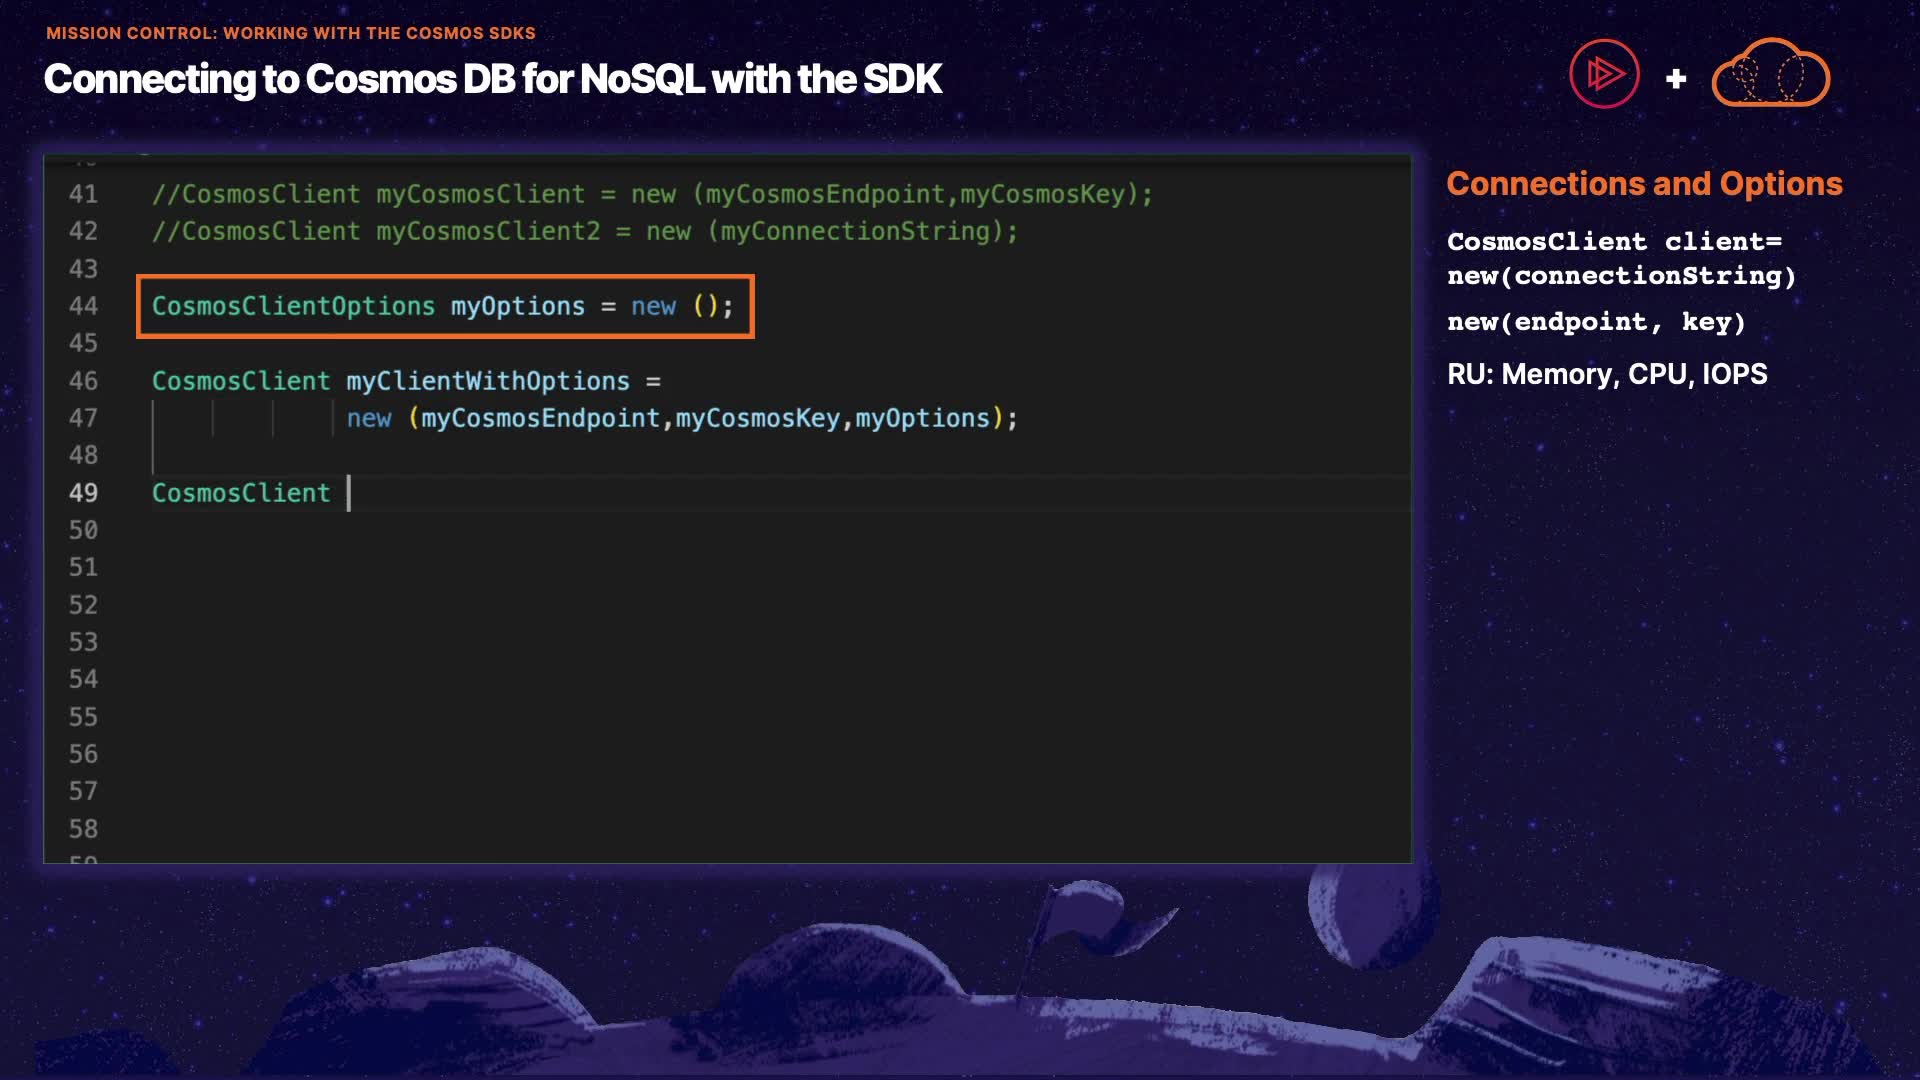 MISSION CONTROL: WORKING WITH THE COSMOS SDKS
Connecting to Cosmos DB for NoSQL with the SDK
41 //CosmosClient myCosmosClient = new (myCosmosEndpoint,myCosmosKey);
42 //CosmosClient myCosmosClient2 = new (myConnectionString);
43
44 CosmosClientOptions myOptions = new ();
45
46 CosmosClient myClientWithOptions =
47 new (myCosmosEndpoint,myCosmosKey,myOptions);
48
49 CosmosClient
50
51
52
53
54
55
56
57
58
Connections and Options
CosmosClient client=
new(connectionString)
new(endpoint, key)
RU: Memory, CPU, IOPS